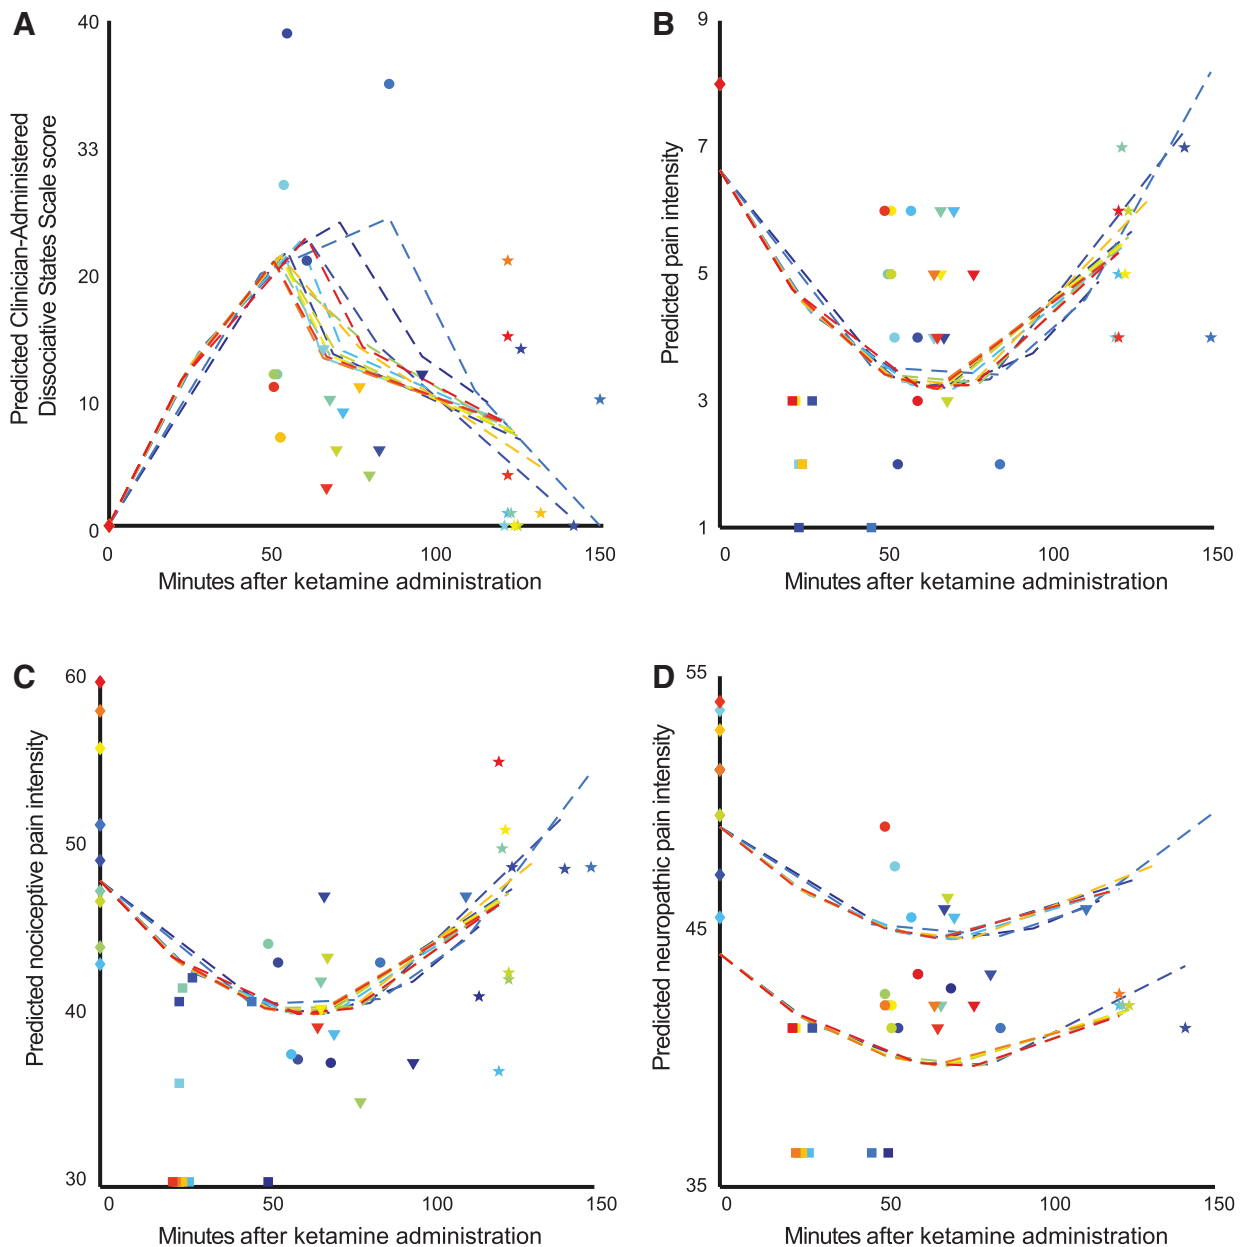 A
Predicted Clinician-Administered
Dissociative States Scale score
40
33
20
10
0
0 50 100 150
Minutes after ketamine administration
B
Predicted pain intensity
9
7
5
3
1
0 50 100 150
Minutes after ketamine administration
C
Predicted nociceptive pain intensity
60
50
40
30
0 50 100 150
Minutes after ketamine administration
D
Predicted neuropathic pain intensity
55
45
35
0 50 100 150
Minutes after ketamine administration